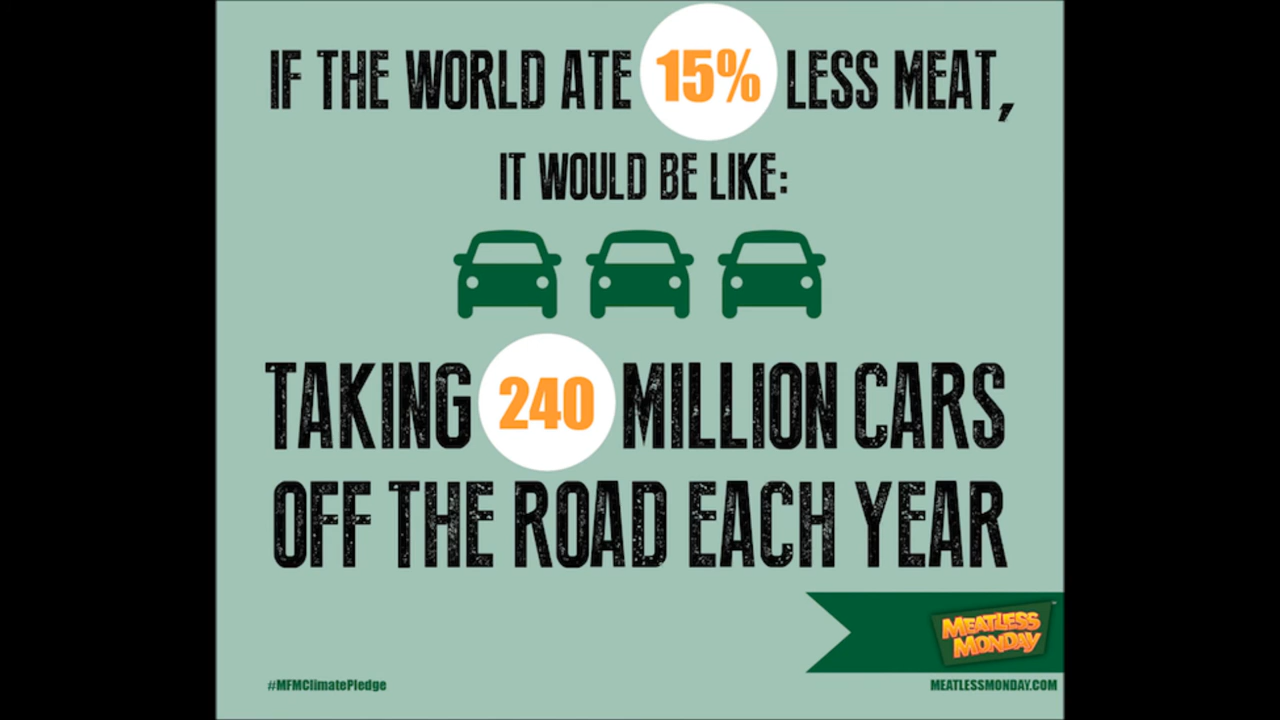 IF THE WORLD ATE 15% LESS MEAT,
IT WOULD BE LIKE:
TAKING 240 MILLION CARS
OFF THE ROAD EACH YEAR
MEATLESS
MONDAY™
#MFMClimatePledge
MEATLESSMONDAY.COM